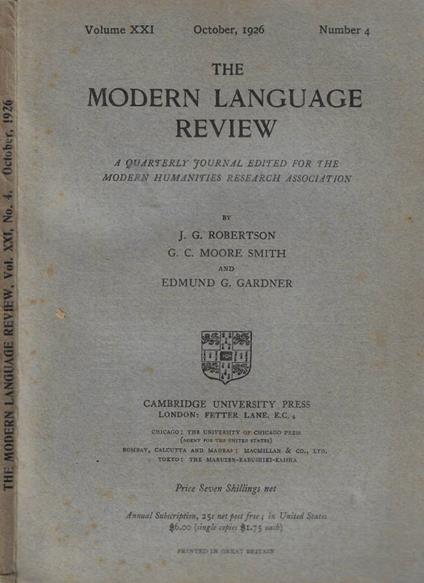 THE MODERN LANGUAGE REVIEW, Vol. XXI, No. 4. October, 1926
Volume XXI October, 1926 Number 4
THE
MODERN LANGUAGE
REVIEW
A QUARTERLY JOURNAL EDITED FOR THE
MODERN HUMANITIES RESEARCH ASSOCIATION
BY
J. G. ROBERTSON
G. C. MOORE SMITH
AND
EDMUND G. GARDNER
CAMBRIDGE UNIVERSITY PRESS
LONDON: FETTER LANE, E.C. 4
CHICAGO: THE UNIVERSITY OF CHICAGO PRESS
(AGENT FOR THE UNITED STATES)
BOMBAY, CALCUTTA AND MADRAS: MACMILLAN & CO., LTD.
TOKYO: THE MARUZEN-KABUSHIKI-KAISHA
Price Seven Shillings net
Annual Subscription, 25s net post free; in United States
$6.00 (single copies $1.75 each)
PRINTED IN GREAT BRITAIN